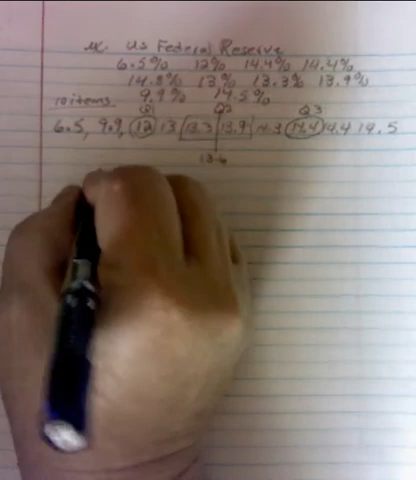 ex. US Federal Reserve
6.5% 12% 14.4% 14.4%
14.8% 13% 13.3% 13.9%
9.9% 14.5%
10 items Q1 Q2 Q3
6.5, 9.9, 12 13 13.3 13.9 14.3 14.4 14.4 14.5
13.6